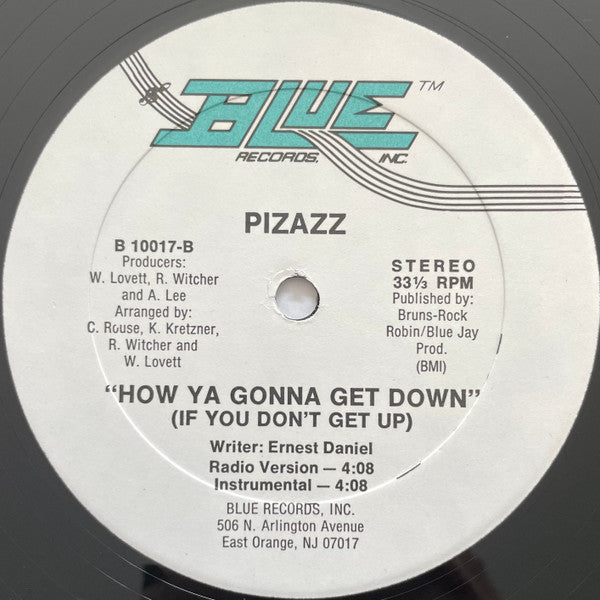 BLUE™
RECORDS, INC.
PIZAZZ
B 10017-B
Producers:
W. Lovett, R. Witcher
and A. Lee
Arranged by:
C. Rouse, K. Kretzner,
R. Witcher and
W. Lovett
STEREO
33⅓ RPM
Published by:
Bruns-Rock
Robin/Blue Jay
Prod.
(BMI)
“HOW YA GONNA GET DOWN”
(IF YOU DON'T GET UP)
Writer: Ernest Daniel
Radio Version — 4:08
Instrumental — 4:08
BLUE RECORDS, INC.
506 N. Arlington Avenue
East Orange, NJ 07017